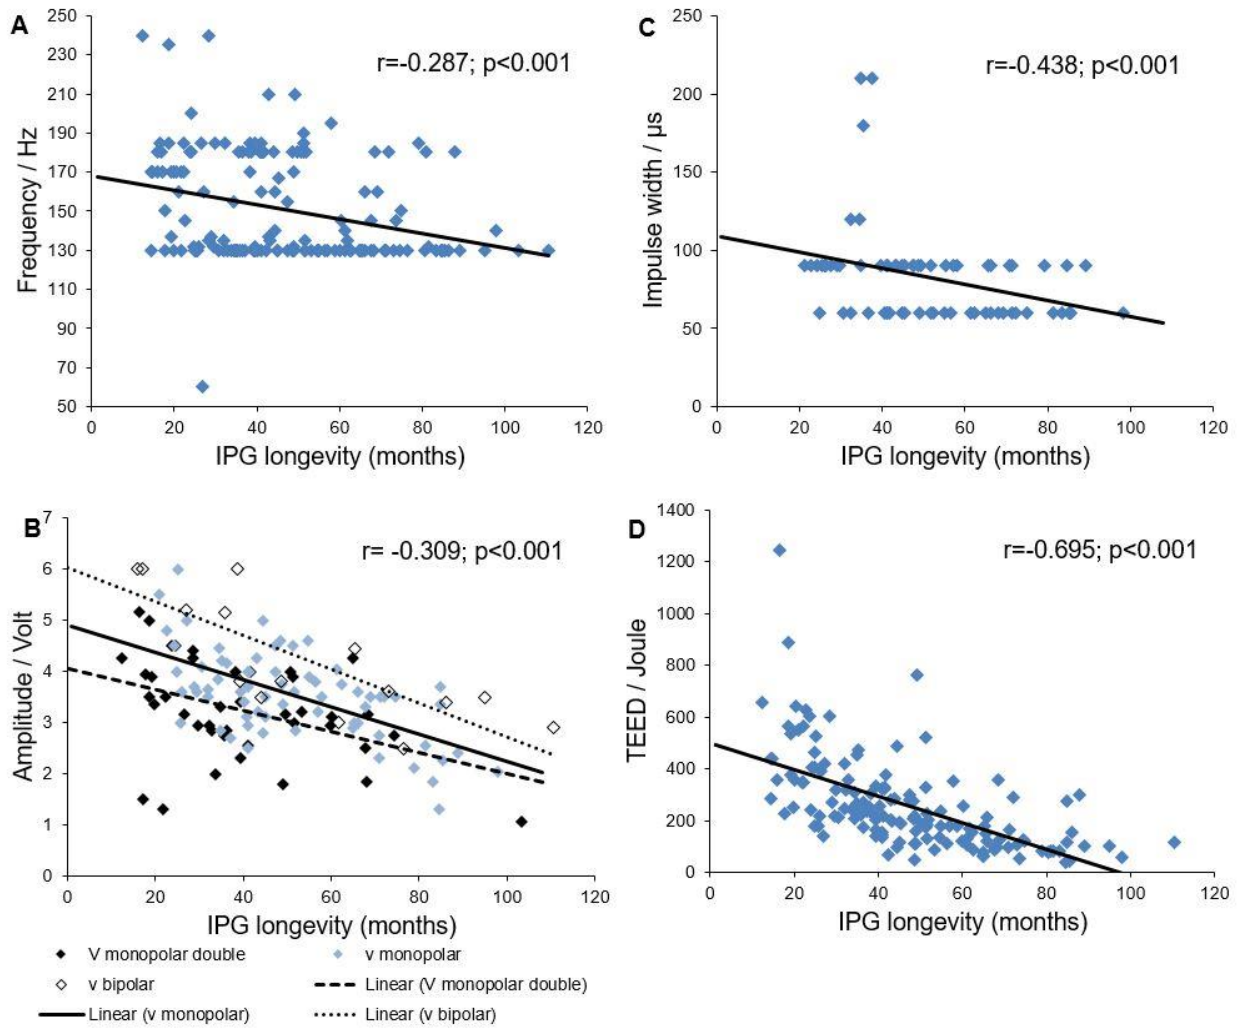 A
r=-0.287; p<0.001
Frequency / Hz
250
230
210
190
170
150
130
110
90
70
50
0 20 40 60 80 100 120
IPG longevity (months)
C
r=-0.438; p<0.001
Impulse width / µs
250
200
150
100
50
0
0 20 40 60 80 100 120
IPG longevity (months)
B
r= -0.309; p<0.001
Amplitude / Volt
7
6
5
4
3
2
1
0
0 20 40 60 80 100 120
IPG longevity (months)
V monopolar double
v monopolar
v bipolar
Linear (V monopolar double)
Linear (v monopolar)
Linear (v bipolar)
D
r=-0.695; p<0.001
TEED / Joule
1400
1200
1000
800
600
400
200
0
0 20 40 60 80 100 120
IPG longevity (months)